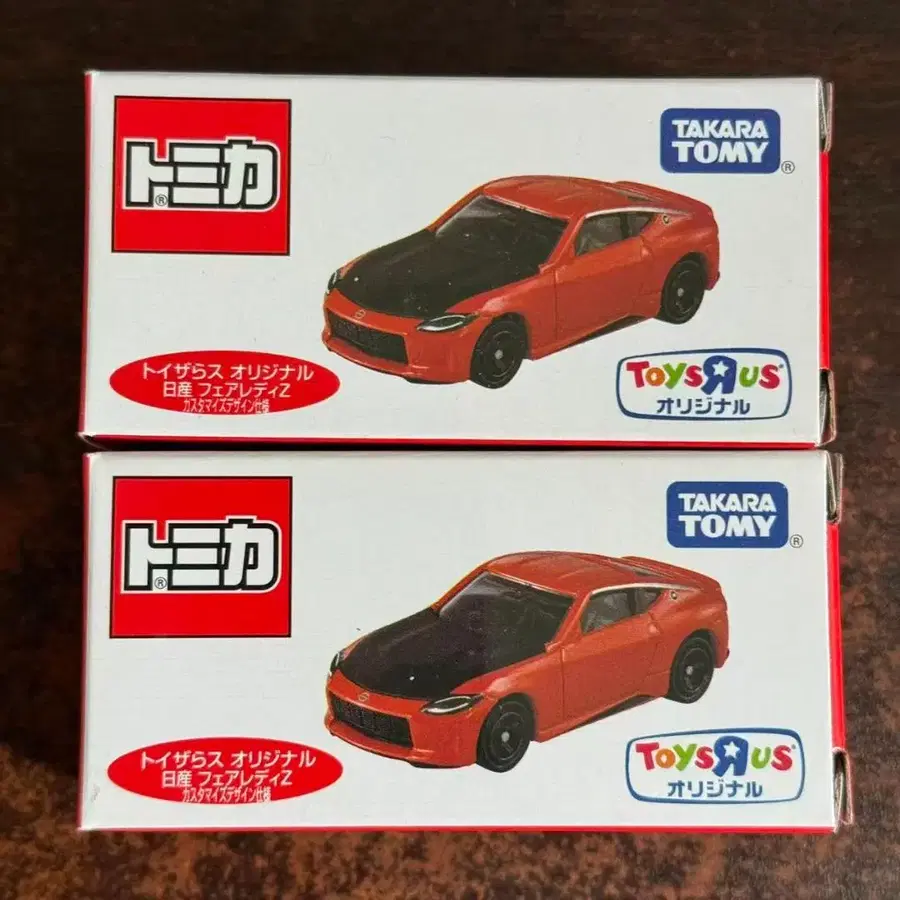 トミカ
®
TAKARA
TOMY
®
トイザらス オリジナル
日産 フェアレディZ
カスタマイズデザイン仕様
TOYSЯUS
オリジナル
トミカ
®
TAKARA
TOMY
®
トイザらス オリジナル
日産 フェアレディZ
カスタマイズデザイン仕様
TOYSЯUS
オリジナル